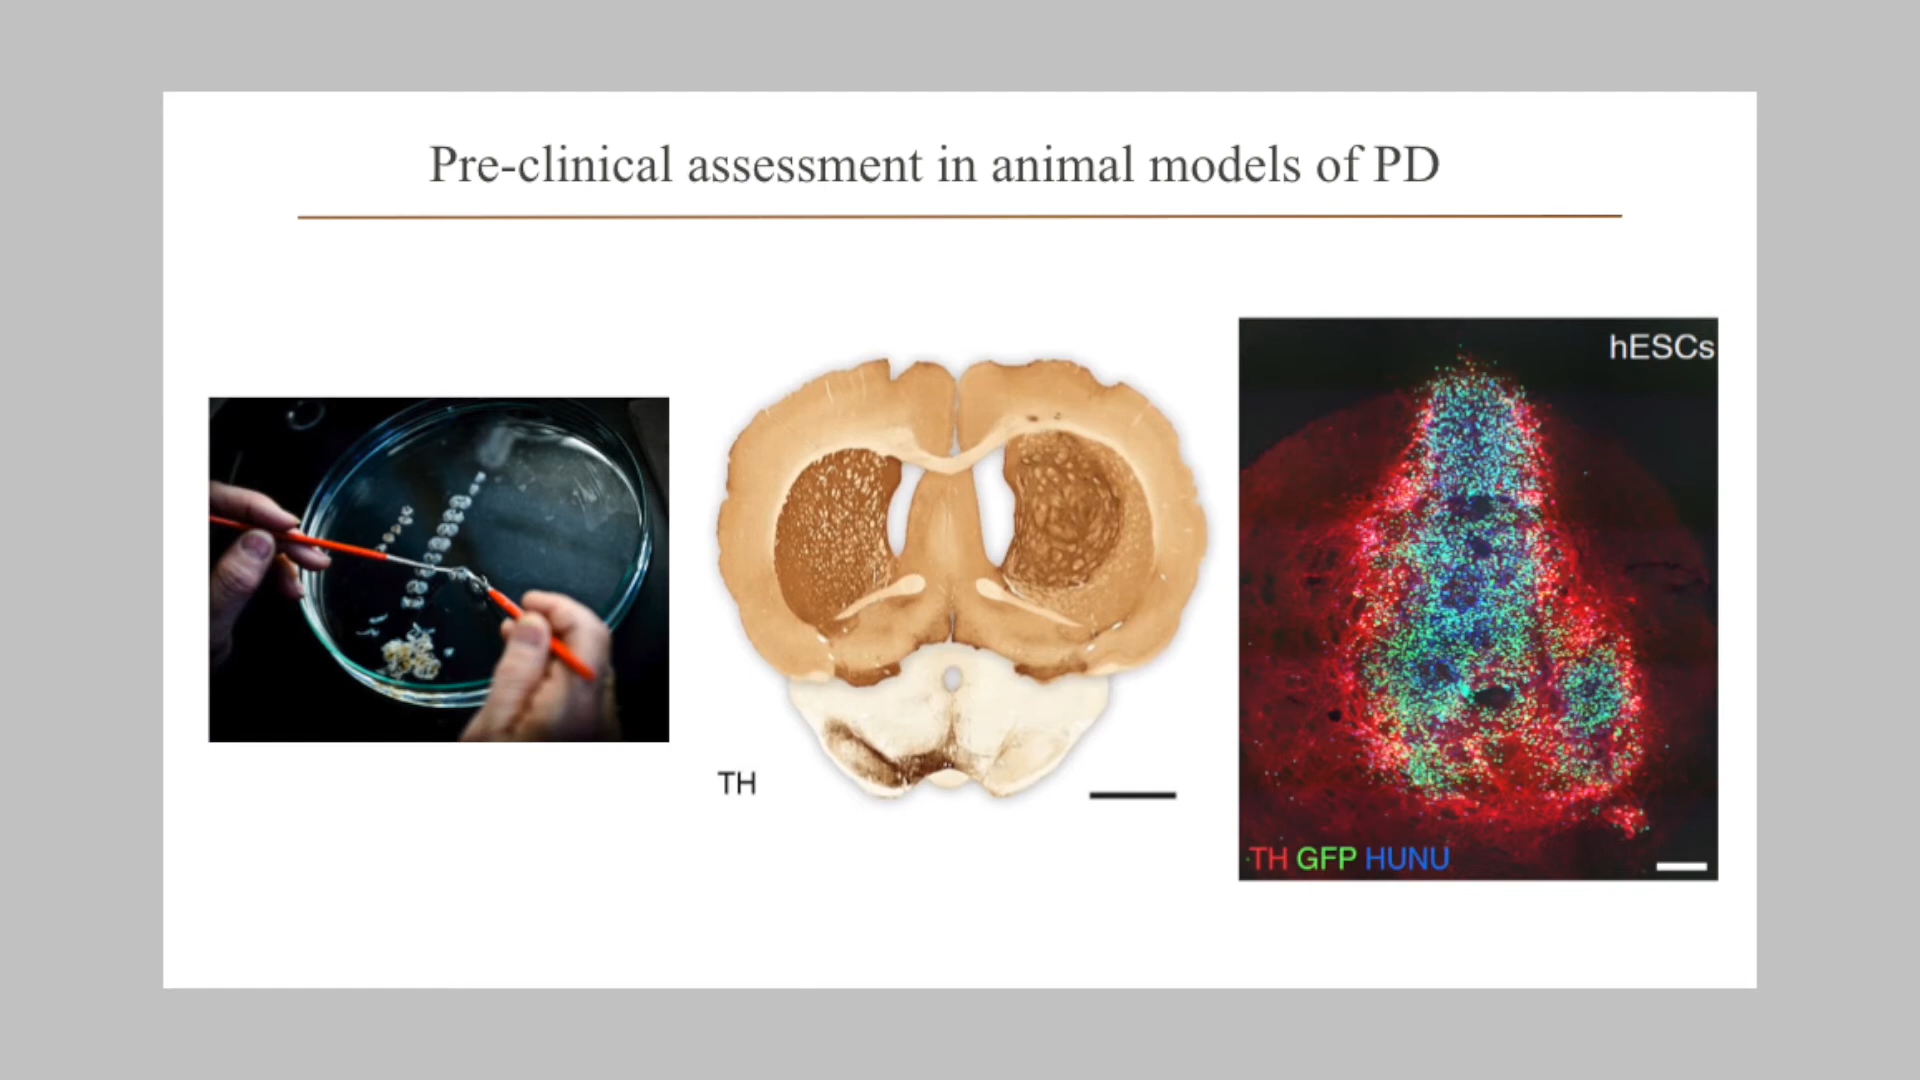 Pre-clinical assessment in animal models of PD
hESCs
TH
TH GFP HUNU